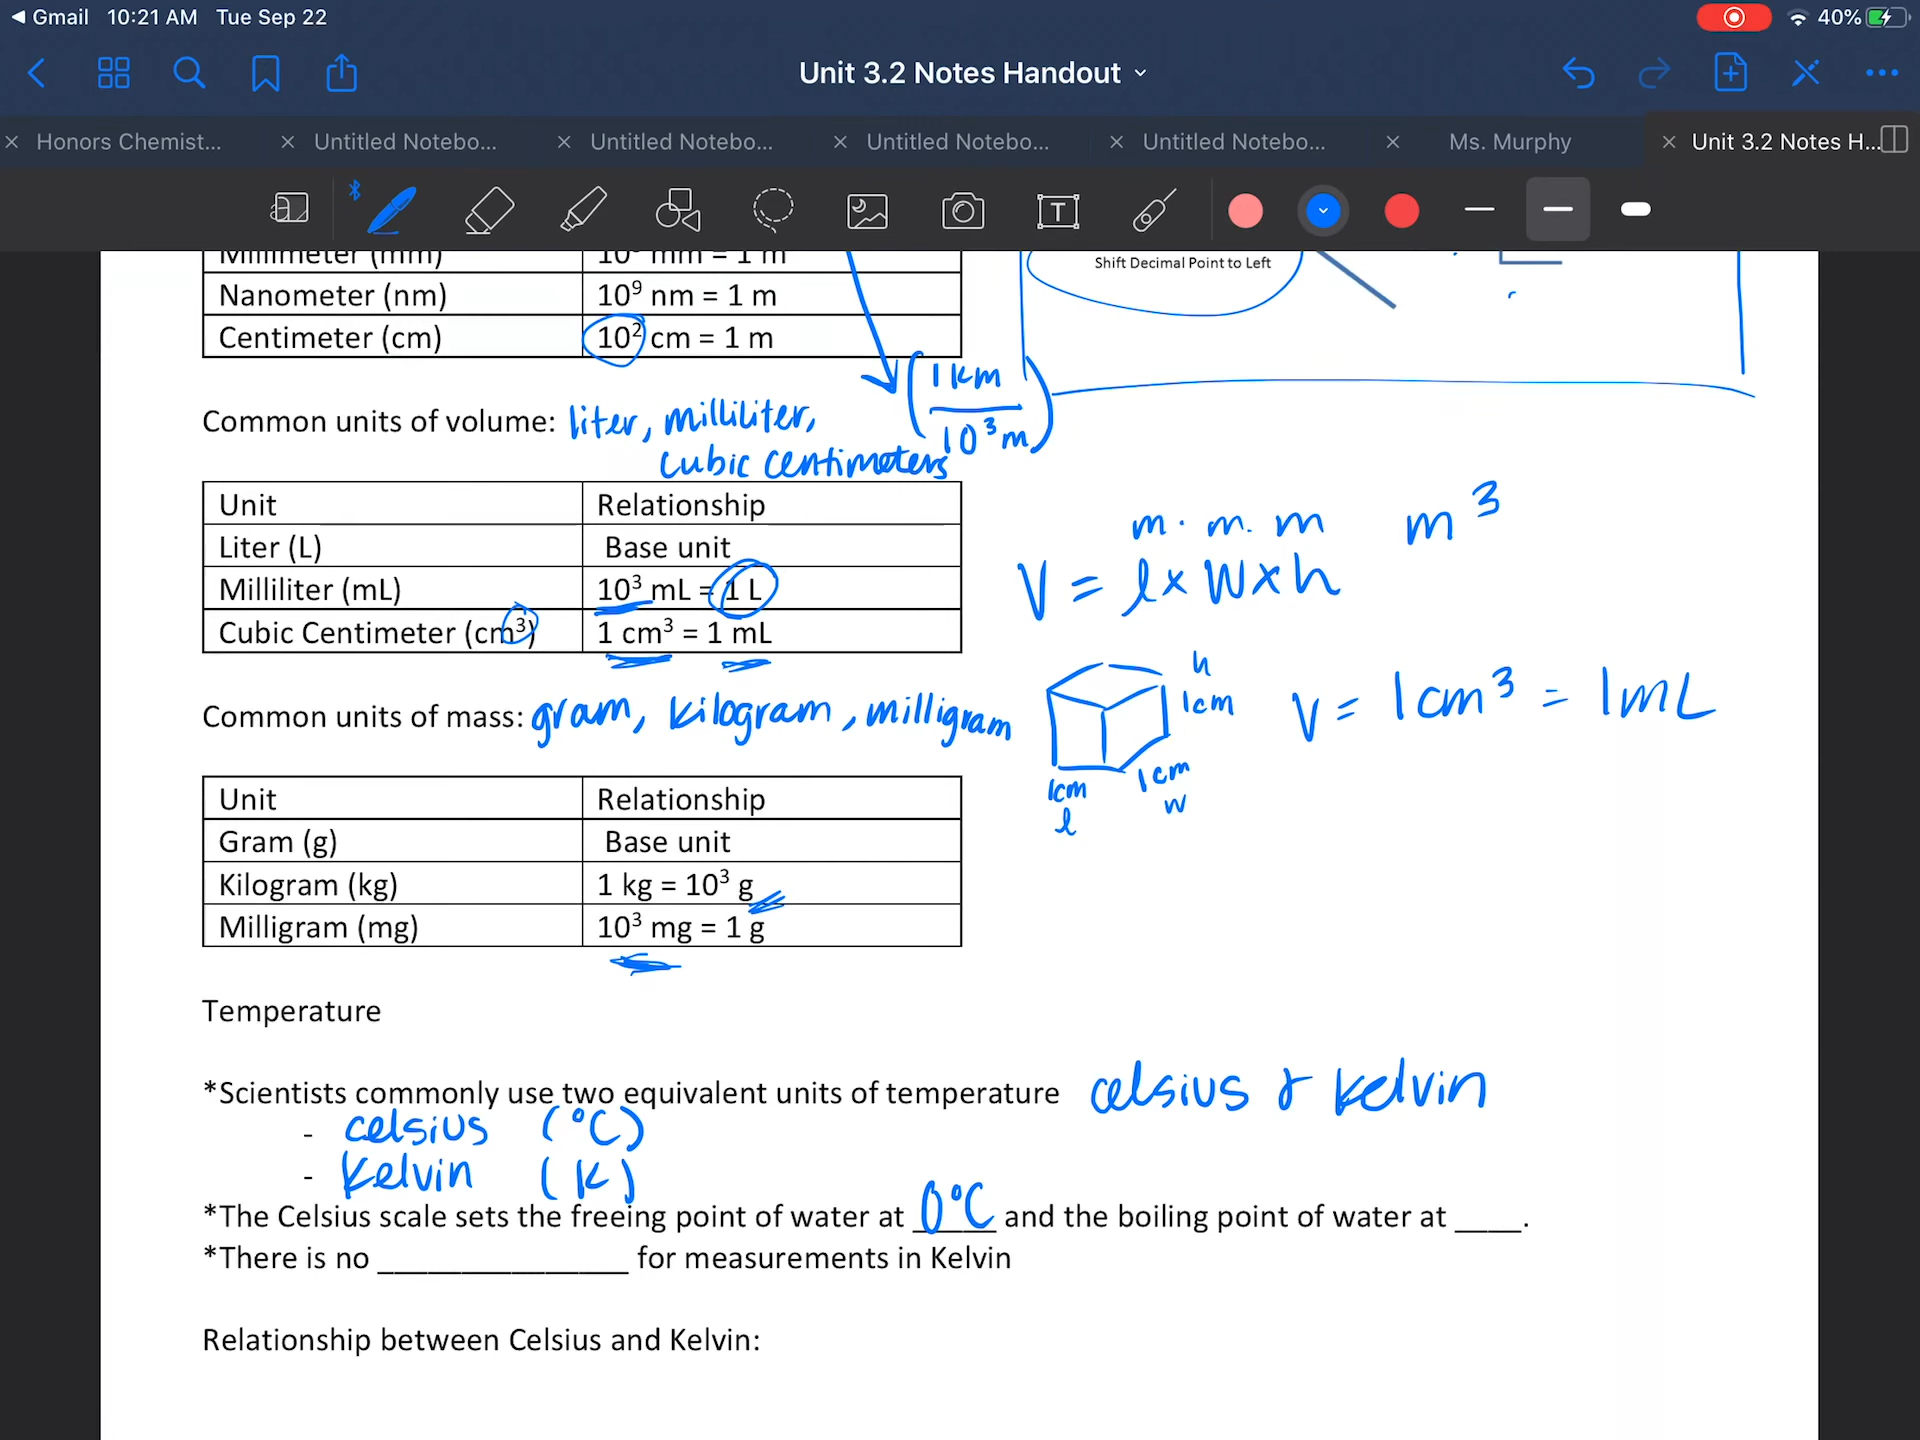 Gmail 10:21 AM Tue Sep 22 40%
Unit 3.2 Notes Handout
Honors Chemist... Untitled Notebo... Untitled Notebo... Untitled Notebo... Untitled Notebo... Ms. Murphy Unit 3.2 Notes H...
T
Millimeter (mm) mm = 1 m
Shift Decimal Point to Left
Nanometer (nm) 10⁹ nm = 1 m
Centimeter (cm) 10² cm = 1 m
1 km
10³ m
Common units of volume: liter, milliliter,
cubic centimeters
Unit Relationship
Liter (L) Base unit
Milliliter (mL) 10³ mL = 1 L
Cubic Centimeter (cm³) 1 cm³ = 1 mL
m · m · m m³
V = l x W x h
h
1cm
1cm
l
1cm
w
V = 1cm³ = 1mL
Common units of mass: gram, kilogram, milligram
Unit Relationship
Gram (g) Base unit
Kilogram (kg) 1 kg = 10³ g
Milligram (mg) 10³ mg = 1 g
Temperature
*Scientists commonly use two equivalent units of temperature celsius & kelvin
- celsius (°C)
- kelvin (K)
*The Celsius scale sets the freeing point of water at 0°C and the boiling point of water at ____.
*There is no _______________ for measurements in Kelvin
Relationship between Celsius and Kelvin: